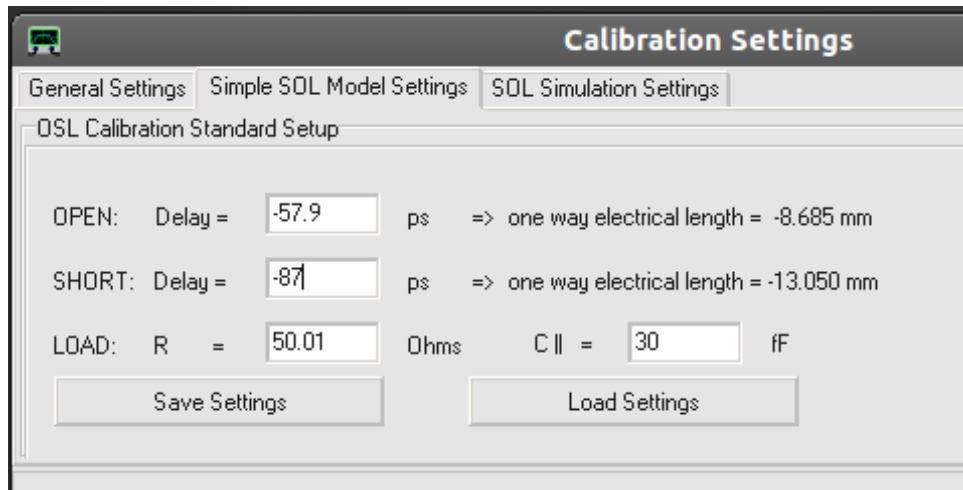 Calibration Settings
General Settings Simple SOL Model Settings SOL Simulation Settings
OSL Calibration Standard Setup
OPEN: Delay = -57.9 ps => one way electrical length = -8.685 mm
SHORT: Delay = -87 ps => one way electrical length = -13.050 mm
LOAD: R = 50.01 Ohms C || = 30 fF
Save Settings Load Settings